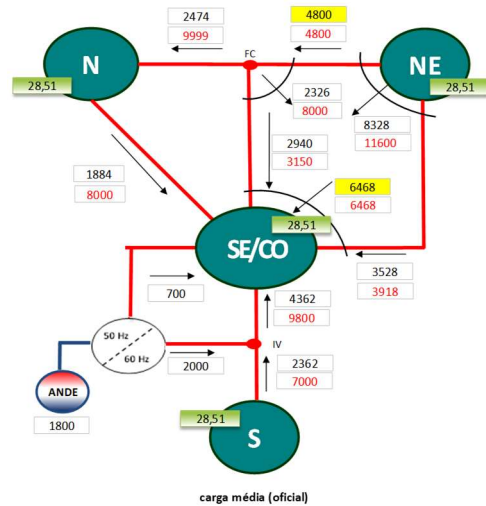 2474
9999
4800
4800
FC
N
28,51
NE
28,51
2326
8000
8328
11600
2940
3150
1884
8000
6468
6468
28,51
SE/CO
3528
3918
700
4362
9800
50 Hz
60 Hz
IV
2000
2362
7000
ANDE
1800
28,51
S
carga média (oficial)